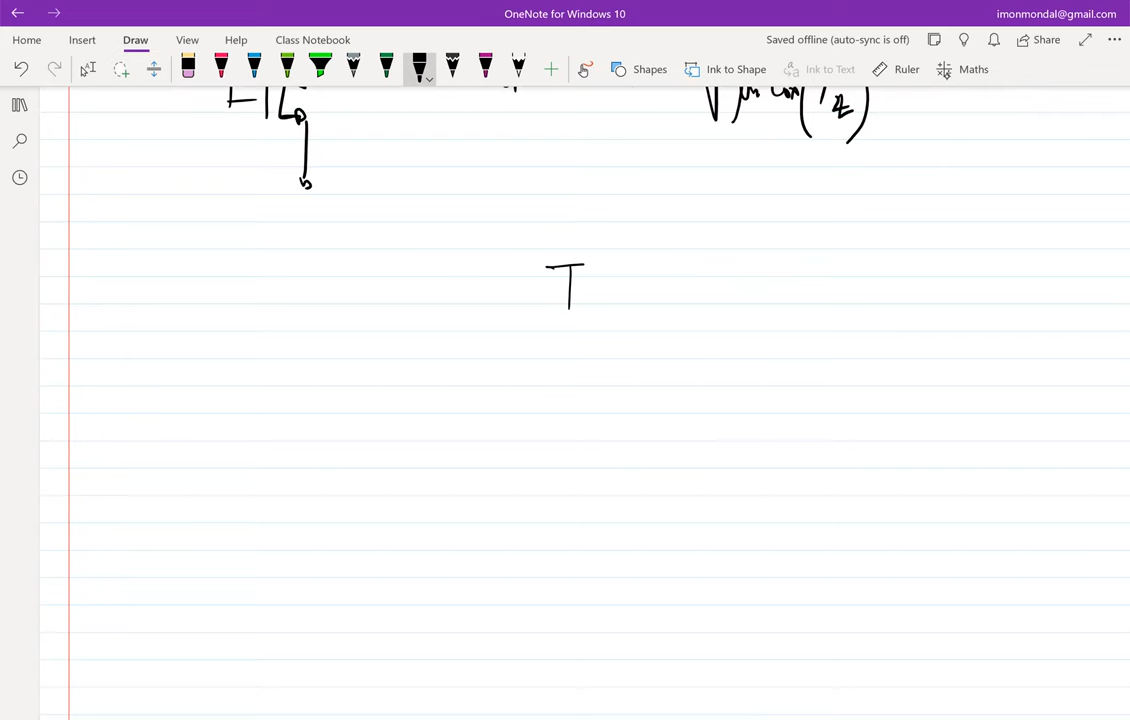 OneNote for Windows 10
imonmondal@gmail.com
Home Insert Draw View Help Class Notebook
Saved offline (auto-sync is off) Share
Shapes Ink to Shape Ink to Text Ruler Maths
T